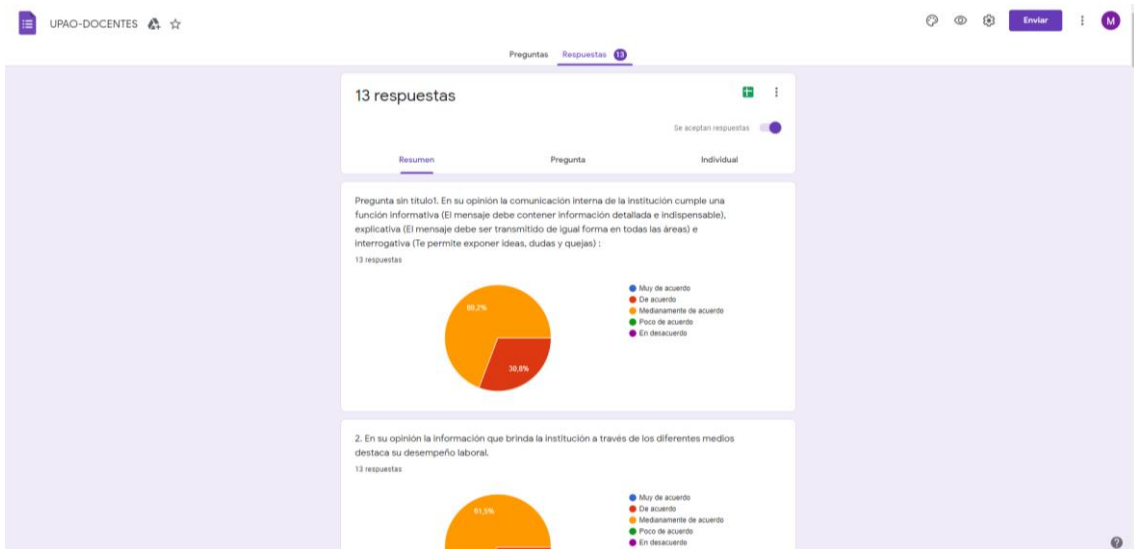 UPAO-DOCENTES
Enviar
M
Preguntas Respuestas 13
13 respuestas
Se aceptan respuestas
Resumen Pregunta Individual
Pregunta sin título1. En su opinión la comunicación interna de la institución cumple una
función informativa (El mensaje debe contener información detallada e indispensable),
explicativa (El mensaje debe ser transmitido de igual forma en todas las áreas) e
interrogativa (Te permite exponer ideas, dudas y quejas) :
13 respuestas
69,2%
30,8%
Muy de acuerdo
De acuerdo
Medianamente de acuerdo
Poco de acuerdo
En desacuerdo
2. En su opinión la información que brinda la institución a través de los diferentes medios
destaca su desempeño laboral.
13 respuestas
61,5%
Muy de acuerdo
De acuerdo
Medianamente de acuerdo
Poco de acuerdo
En desacuerdo